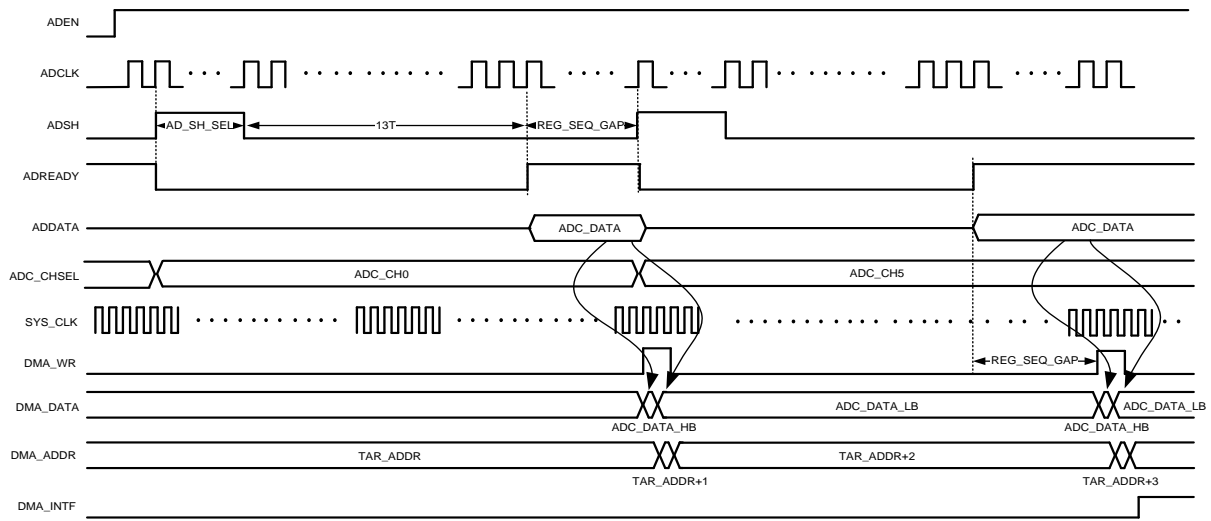 ADEN
ADCLK
ADSH
AD_SH_SEL
13T
REG_SEQ_GAP
ADREADY
ADDATA
ADC_DATA
ADC_DATA
ADC_CHSEL
ADC_CH0
ADC_CH5
SYS_CLK
DMA_WR
REG_SEQ_GAP
DMA_DATA
ADC_DATA_LB
ADC_DATA_LB
ADC_DATA_HB
ADC_DATA_HB
DMA_ADDR
TAR_ADDR
TAR_ADDR+2
TAR_ADDR+1
TAR_ADDR+3
DMA_INTF